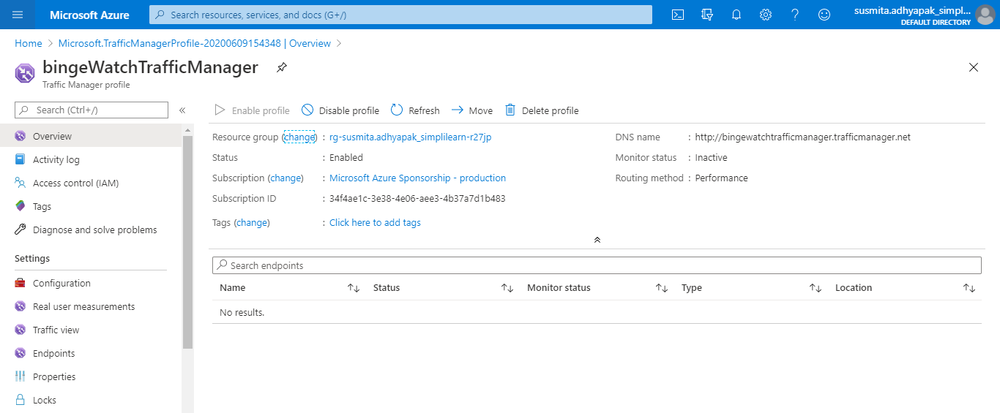 Microsoft Azure
Search resources, services, and docs (G+/)
susmita.adhyapak_simpl...
DEFAULT DIRECTORY
Home > Microsoft.TrafficManagerProfile-20200609154348 | Overview >
bingeWatchTrafficManager
Traffic Manager profile
Search (Ctrl+/)
«
Overview
Activity log
Access control (IAM)
Tags
Diagnose and solve problems
Settings
Configuration
Real user measurements
Traffic view
Endpoints
Properties
Locks
Enable profile Disable profile Refresh Move Delete profile
Resource group (change) : rg-susmita.adhyapak_simplilearn-r27jp
Status : Enabled
Subscription (change) : Microsoft Azure Sponsorship - production
Subscription ID : 34f4ae1c-3e38-4e06-aee3-4b37a7d1b483
Tags (change) : Click here to add tags
DNS name : http://bingewatchtrafficmanager.trafficmanager.net
Monitor status : Inactive
Routing method : Performance
Search endpoints
Name Status Monitor status Type Location
No results.